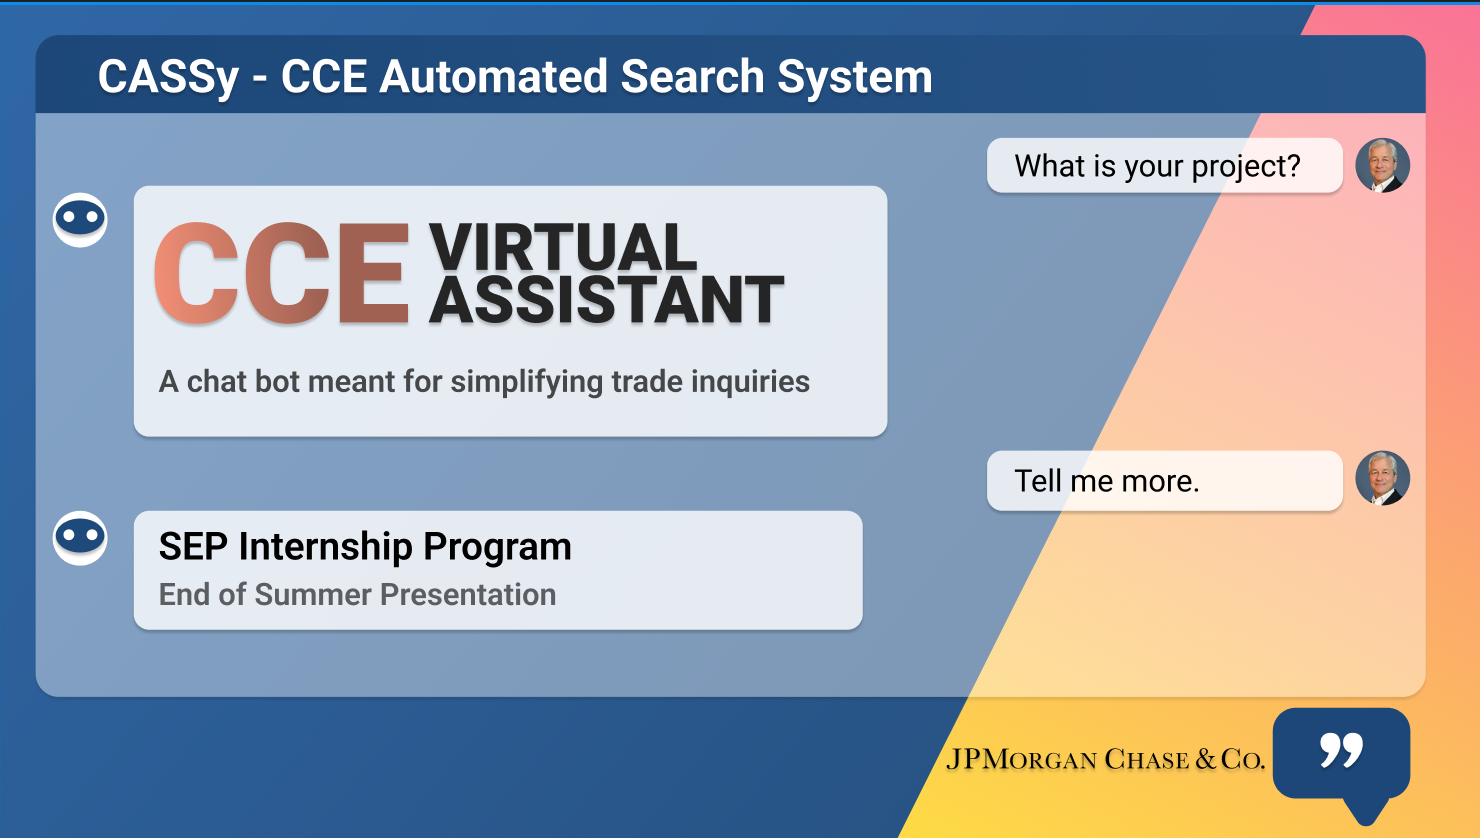 CASSy - CCE Automated Search System
What is your project?
CCE VIRTUAL
ASSISTANT
A chat bot meant for simplifying trade inquiries
Tell me more.
SEP Internship Program
End of Summer Presentation
JPMORGAN CHASE & CO.
”